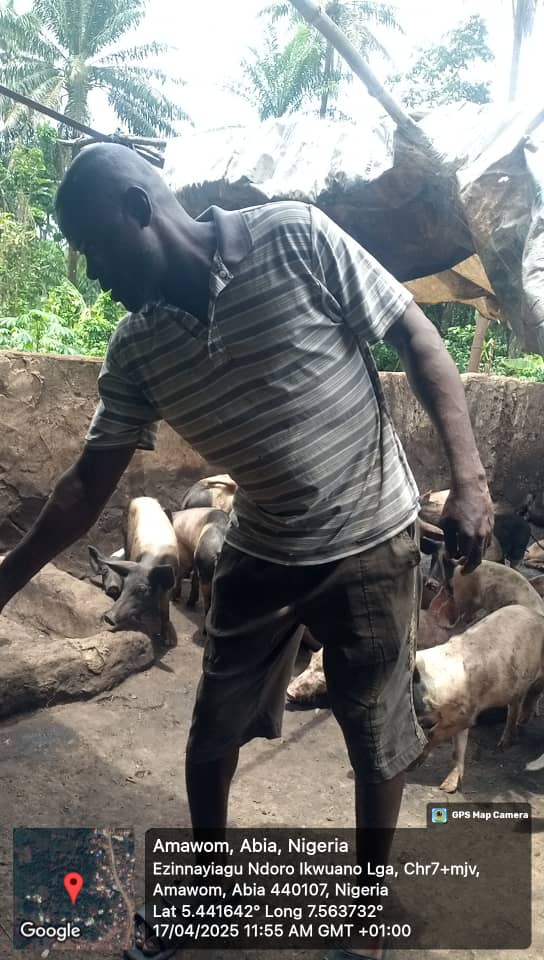 GPS Map Camera
Amawom, Abia, Nigeria
Ezinnayiagu Ndoro Ikwuano Lga, Chr7+mjv,
Amawom, Abia 440107, Nigeria
Lat 5.441642° Long 7.563732°
17/04/2025 11:55 AM GMT +01:00
Google